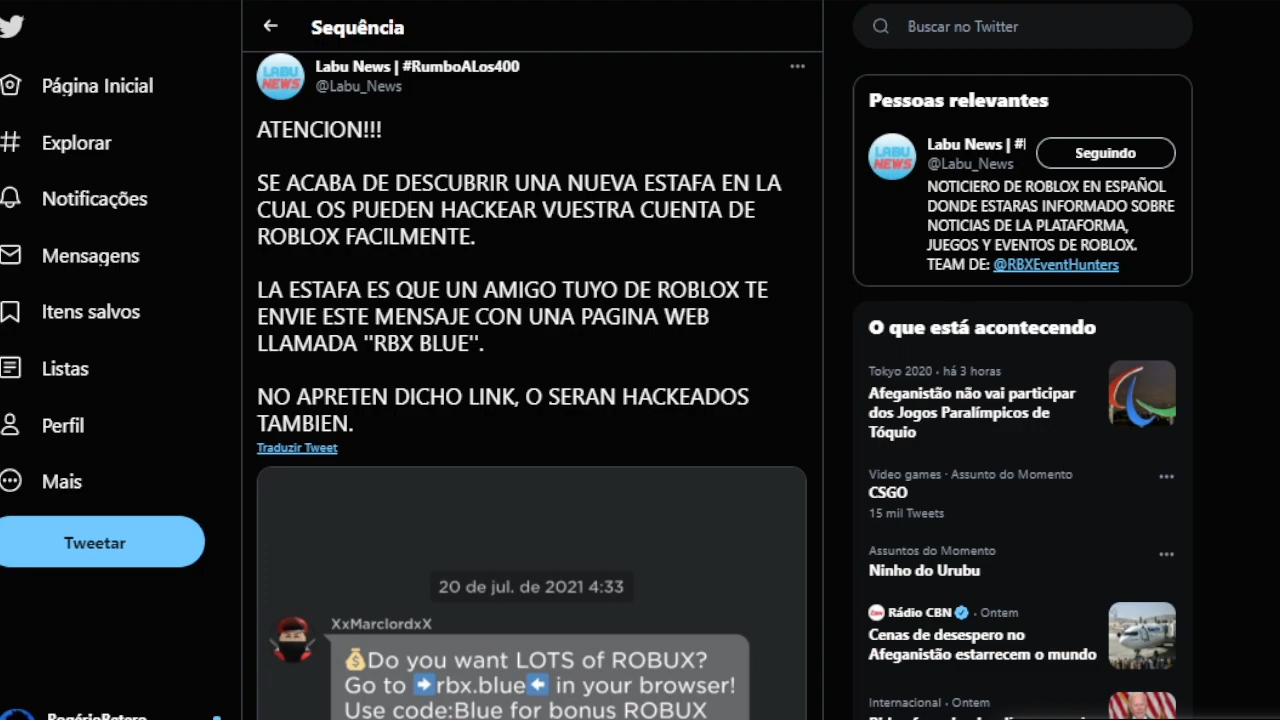 Sequência
Buscar no Twitter
Página Inicial
Explorar
Notificações
Mensagens
Itens salvos
Listas
Perfil
Mais
Tweetar
LABU
NEWS
Labu News | #RumboALos400
@Labu_News
ATENCION!!!
SE ACABA DE DESCUBRIR UNA NUEVA ESTAFA EN LA
CUAL OS PUEDEN HACKEAR VUESTRA CUENTA DE
ROBLOX FACILMENTE.
LA ESTAFA ES QUE UN AMIGO TUYO DE ROBLOX TE
ENVIE ESTE MENSAJE CON UNA PAGINA WEB
LLAMADA "RBX BLUE".
NO APRETEN DICHO LINK, O SERAN HACKEADOS
TAMBIEN.
Traduzir Tweet
20 de jul. de 2021 4:33
XxMarclordxX
💰Do you want LOTS of ROBUX?
Go to ➡rbx.blue⬅ in your browser!
Use code:Blue for bonus ROBUX
Pessoas relevantes
LABU
NEWS
Labu News | #
Seguindo
@Labu_News
NOTICIERO DE ROBLOX EN ESPAÑOL
DONDE ESTARAS INFORMADO SOBRE
NOTICIAS DE LA PLATAFORMA,
JUEGOS Y EVENTOS DE ROBLOX.
TEAM DE: @RBXEventHunters
O que está acontecendo
Tokyo 2020 · há 3 horas
Afeganistão não vai participar
dos Jogos Paralímpicos de
Tóquio
Video games · Assunto do Momento
CSGO
15 mil Tweets
Assuntos do Momento
Ninho do Urubu
Rádio CBN · Ontem
Cenas de desespero no
Afeganistão estarrecem o mundo
Internacional · Ontem